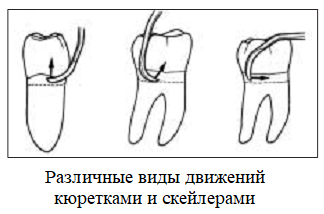 Различные виды движений
кюретками и скейлерами